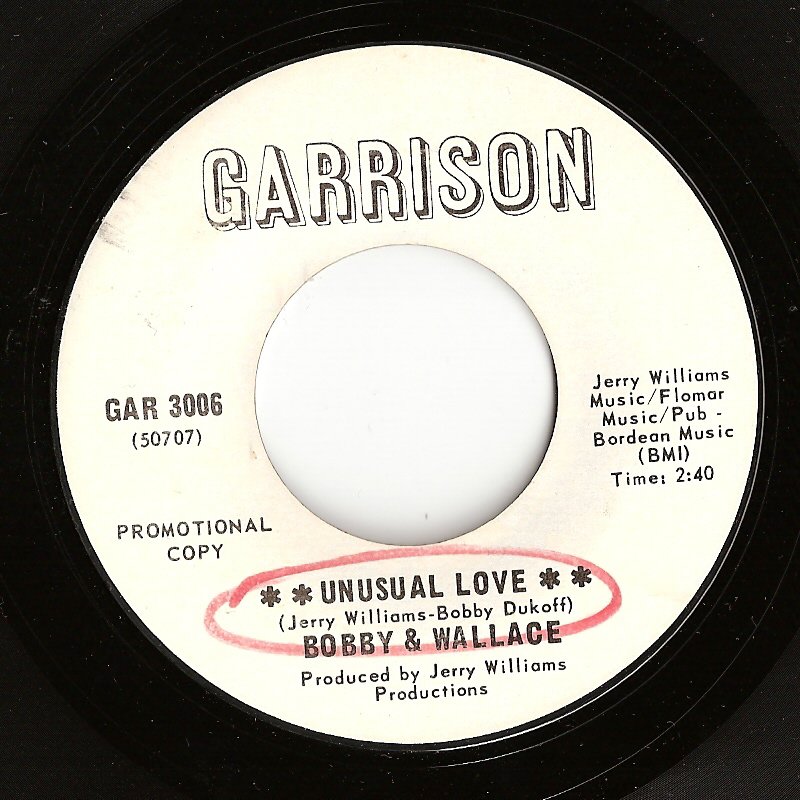 GARRISON
GAR 3006
(50707)
Jerry Williams
Music/Flomar
Music/Pub -
Bordean Music
(BMI)
Time: 2:40
PROMOTIONAL
COPY
** UNUSUAL LOVE **
(Jerry Williams-Bobby Dukoff)
BOBBY & WALLACE
Produced by Jerry Williams
Productions